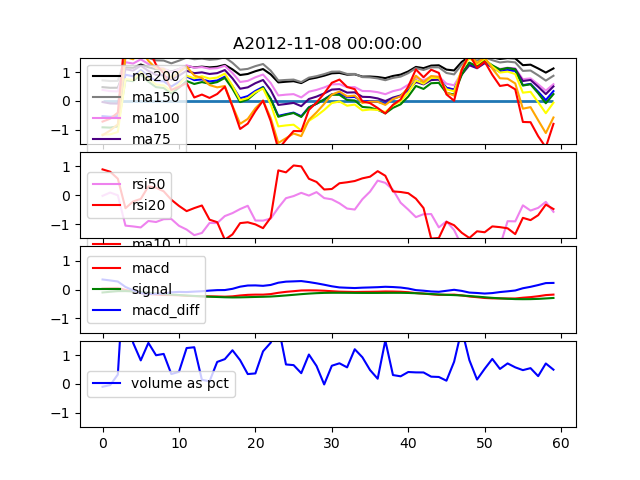 A2012-11-08 00:00:00
1
0
−1
ma200
ma150
ma100
ma75
1
0
−1
rsi50
rsi20
ma10
1
0
−1
macd
signal
macd_diff
1
0
−1
volume as pct
0 10 20 30 40 50 60